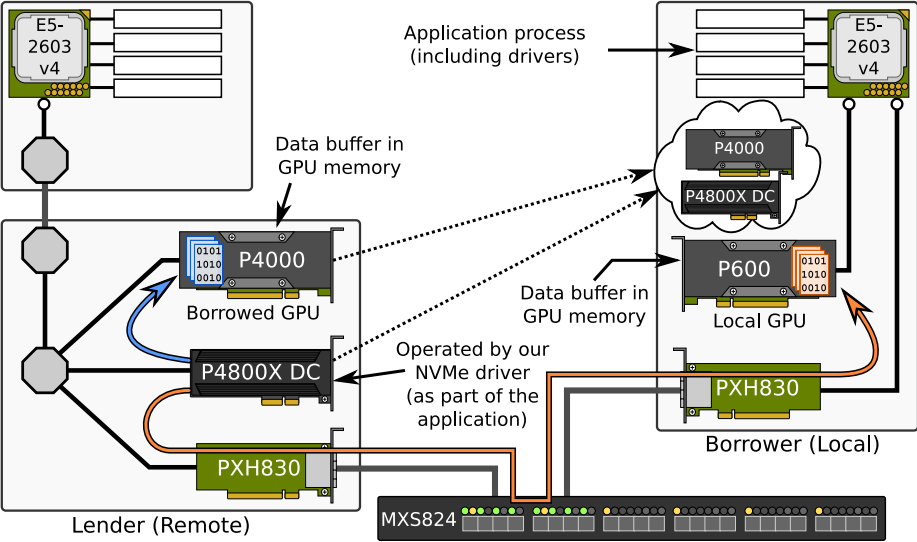 E5-
2603
v4
Application process
(including drivers)
E5-
2603
v4
Data buffer in
GPU memory
P4000
P4800X DC
0101
1010
0010
P4000
Borrowed GPU
P600
0101
1010
0010
Data buffer in
GPU memory
Local GPU
P4800X DC
Operated by our
NVMe driver
(as part of the
application)
PXH830
Borrower (Local)
PXH830
Lender (Remote)
MXS824